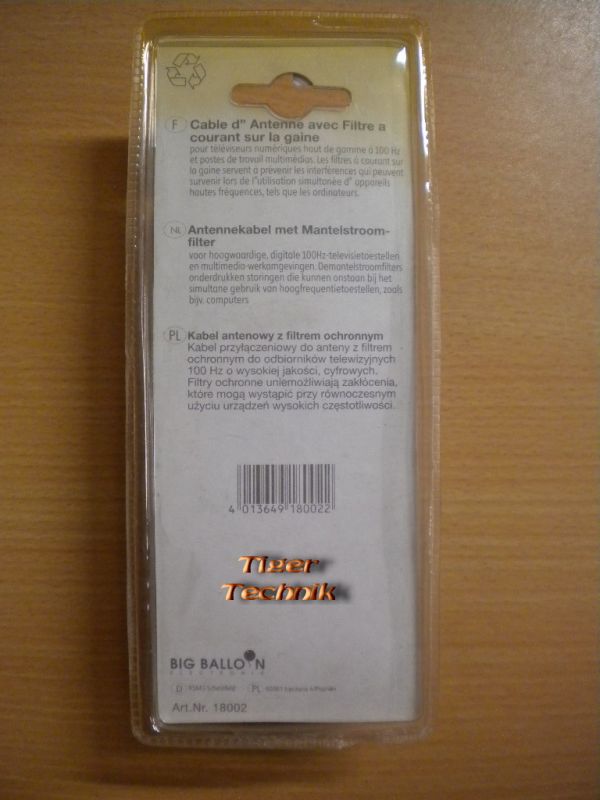 F Cable d" Antenne avec Filtre a
courant sur la gaine
pour téléviseurs numériques haut de gamme à 100 Hz
et postes de travail multimédias. Les filtres à courant sur
la gaine servent a prévenir les interférences qui peuvent
survenir lors de l"utilisation simultanée d" appareils
hautes fréquences, tels que les ordinateurs.
NL Antennekabel met Mantelstroom-
filter
voor hoogwaardige, digitale 100Hz-televisietoestellen
en multimedia-werkomgevingen. Demantelstroomfilters
onderdrukken storingen die kunnen onstaan bij het
simultane gebruik van hoogfrequentietoestellen, zoals
bijv. computers
PL Kabel antenowy z filtrem ochronnym
Kabel przyłączeniowy do anteny z filtrem
ochronnym do odbiorników telewizyjnych
100 Hz o wysokiej jakości, cyfrowych.
Filtry ochronne uniemożliwiają zakłócenia,
które mogą wystąpić przy równoczesnym
użyciu urządzeń wysokich częstotliwości.
4 013649 180022
Tiger
Technik
BIG BALLOON
ELECTRONIC
D PL
Art.Nr. 18002